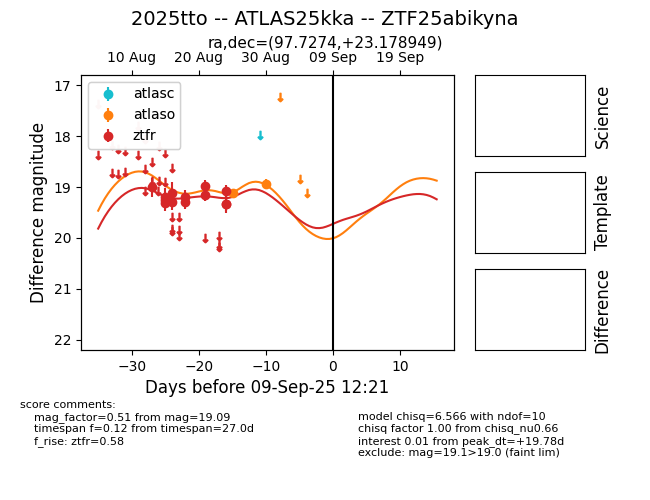 2025tto -- ATLAS25kka -- ZTF25abikyna
ra,dec=(97.7274,+23.178949)
10 Aug 20 Aug 30 Aug 09 Sep 19 Sep
atlasc
atlaso
ztfr
17
18
19
20
21
22
Difference magnitude
−30 −20 −10 0 10
Days before 09-Sep-25 12:21
Science
Template
Difference
score comments:
mag_factor=0.51 from mag=19.09
timespan f=0.12 from timespan=27.0d
f_rise: ztfr=0.58
model chisq=6.566 with ndof=10
chisq factor 1.00 from chisq_nu0.66
interest 0.01 from peak_dt=+19.78d
exclude: mag=19.1>19.0 (faint lim)